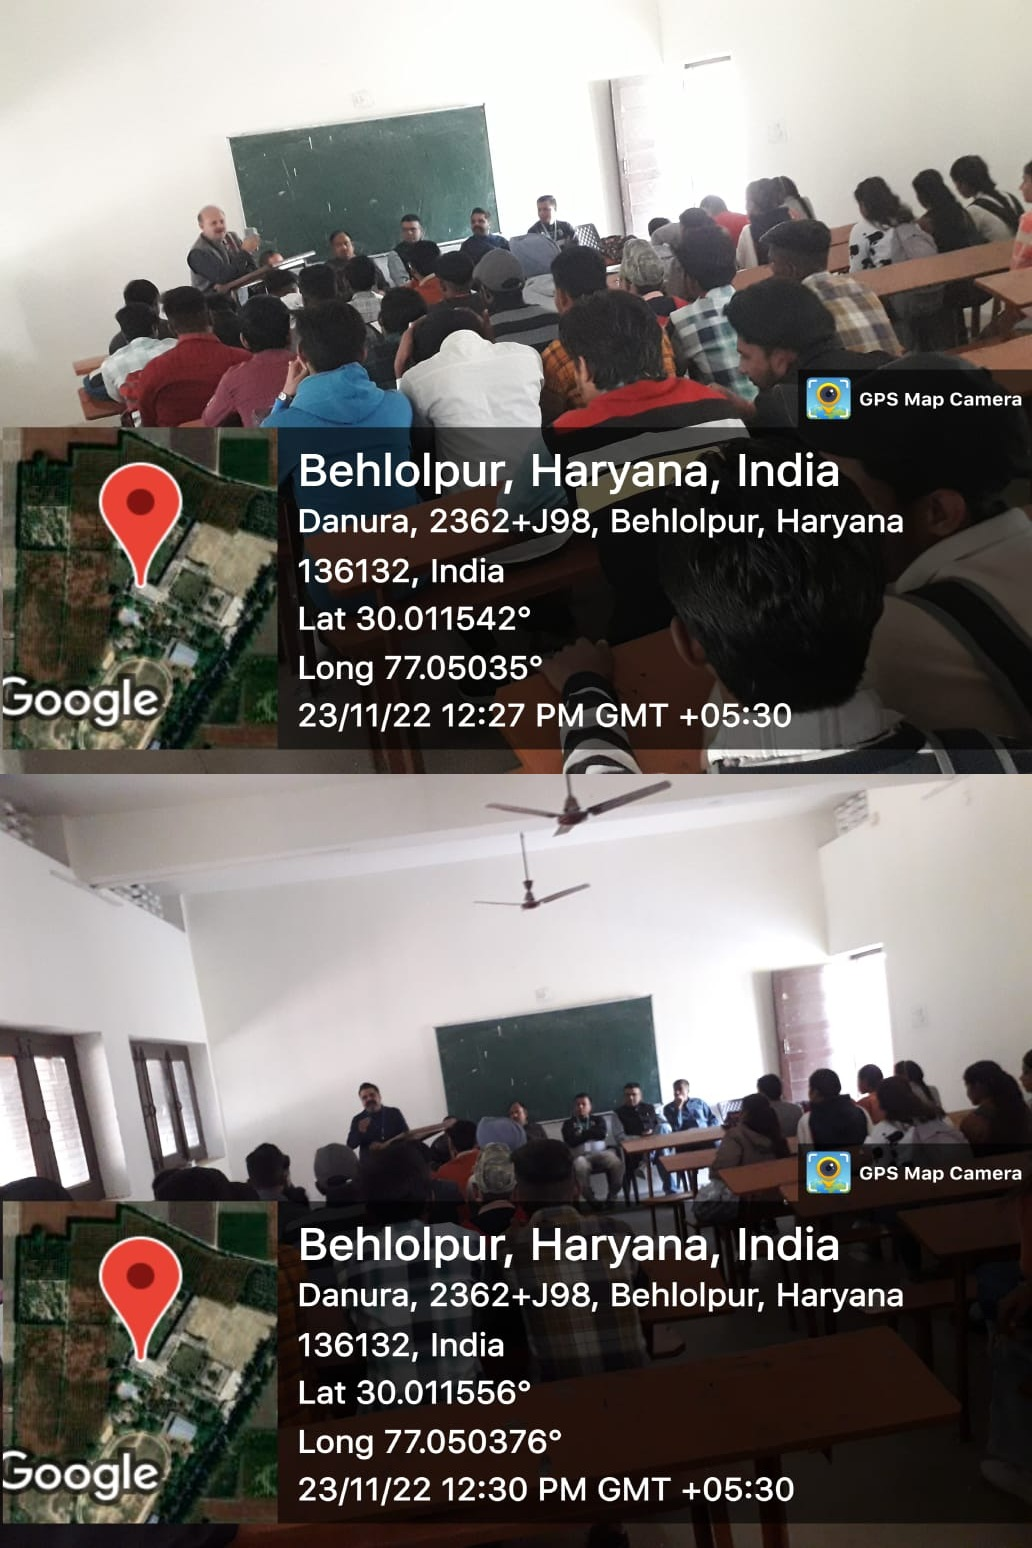 GPS Map Camera
Behlolpur, Haryana, India
Danura, 2362+J98, Behlolpur, Haryana
136132, India
Lat 30.011542°
Long 77.05035°
23/11/22 12:27 PM GMT +05:30
Google
GPS Map Camera
Behlolpur, Haryana, India
Danura, 2362+J98, Behlolpur, Haryana
136132, India
Lat 30.011556°
Long 77.050376°
23/11/22 12:30 PM GMT +05:30
Google